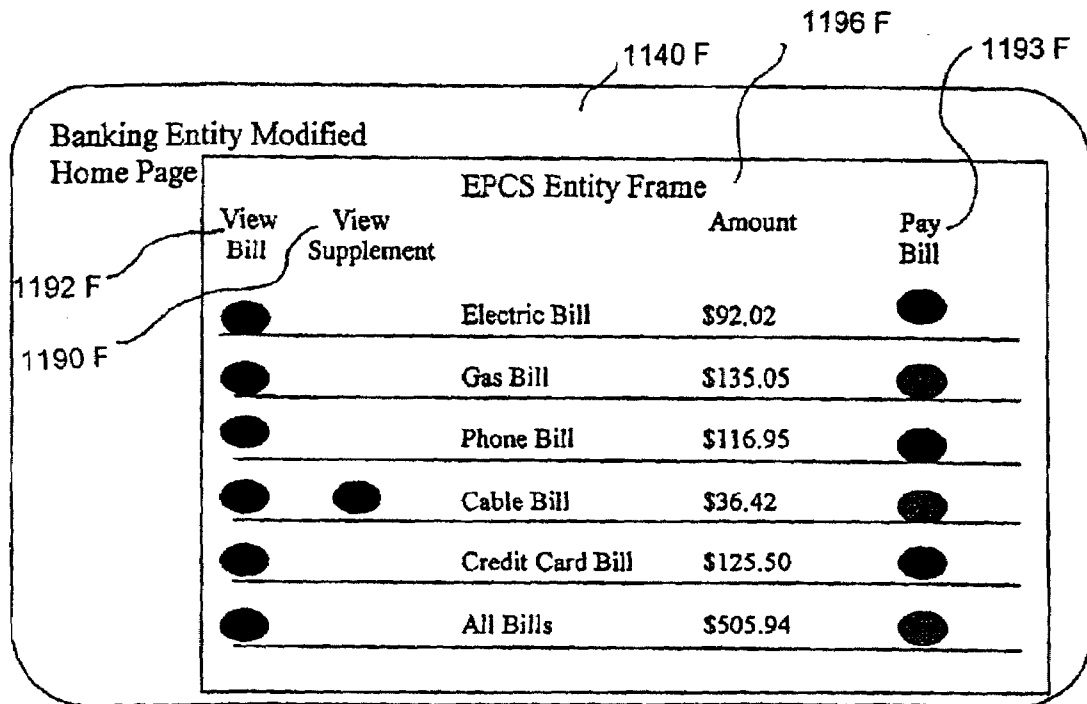 1196 F
1140 F
1193 F
Banking Entity Modified
Home Page
EPCS Entity Frame
View
Bill
View
Supplement
Amount
Pay
Bill
1192 F
1190 F
Electric Bill $92.02
Gas Bill $135.05
Phone Bill $116.95
Cable Bill $36.42
Credit Card Bill $125.50
All Bills $505.94